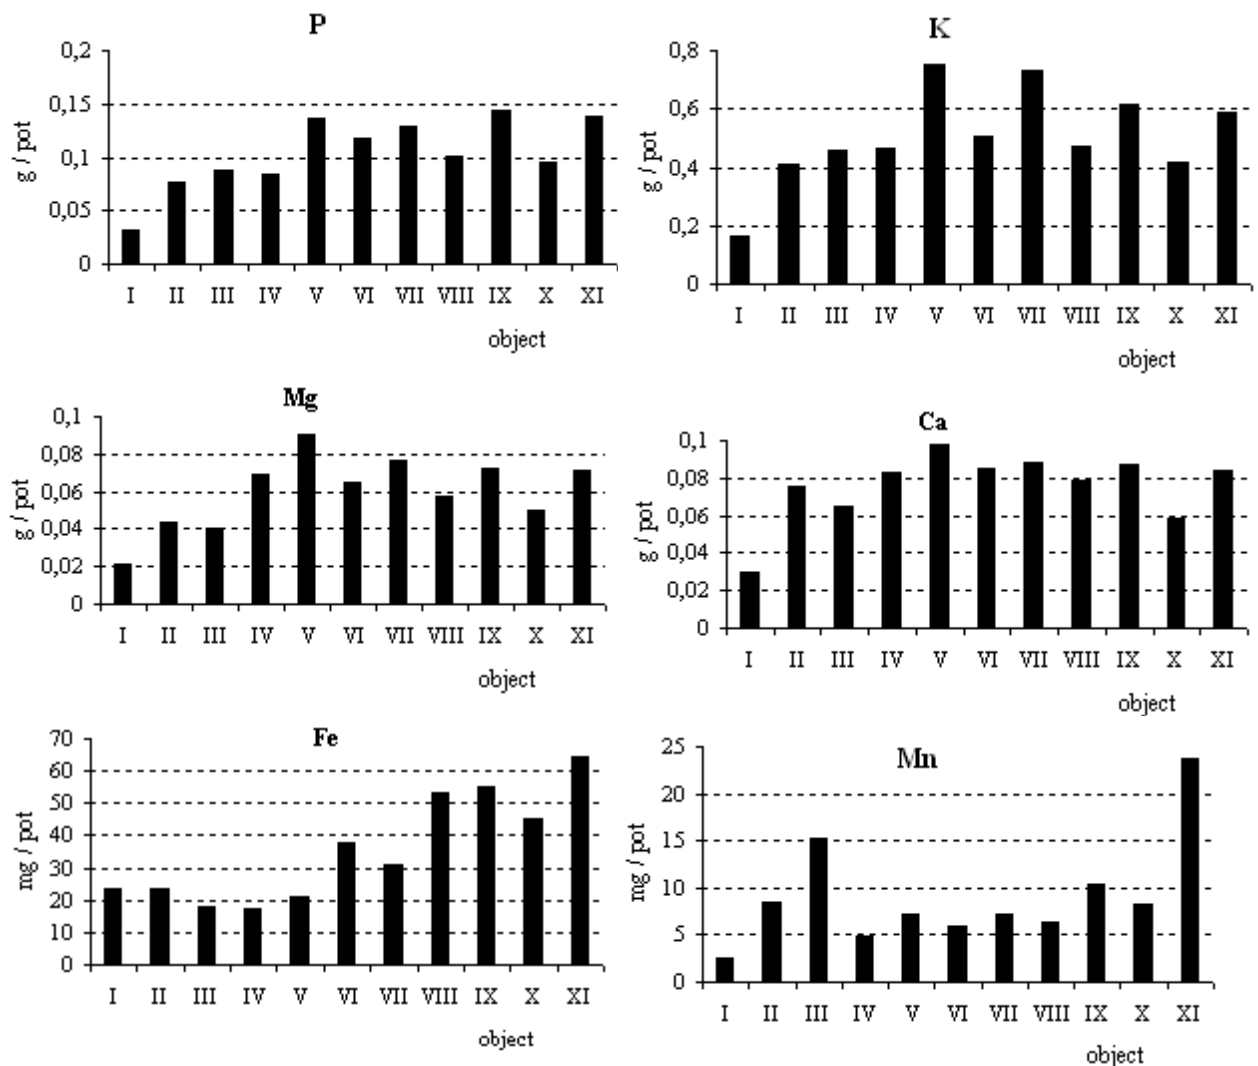 P
0,2
0,15
0,1
0,05
0
g / pot
I II III IV V VI VII VIII IX X XI
object
K
0,8
0,6
0,4
0,2
0
g / pot
I II III IV V VI VII VIII IX X XI
object
Mg
0,1
0,08
0,06
0,04
0,02
0
g / pot
I II III IV V VI VII VIII IX X XI
object
Ca
0,1
0,08
0,06
0,04
0,02
0
g / pot
I II III IV V VI VII VIII IX X XI
object
Fe
70
60
50
40
30
20
10
0
mg / pot
I II III IV V VI VII VIII IX X XI
object
Mn
25
20
15
10
5
0
mg / pot
I II III IV V VI VII VIII IX X XI
object